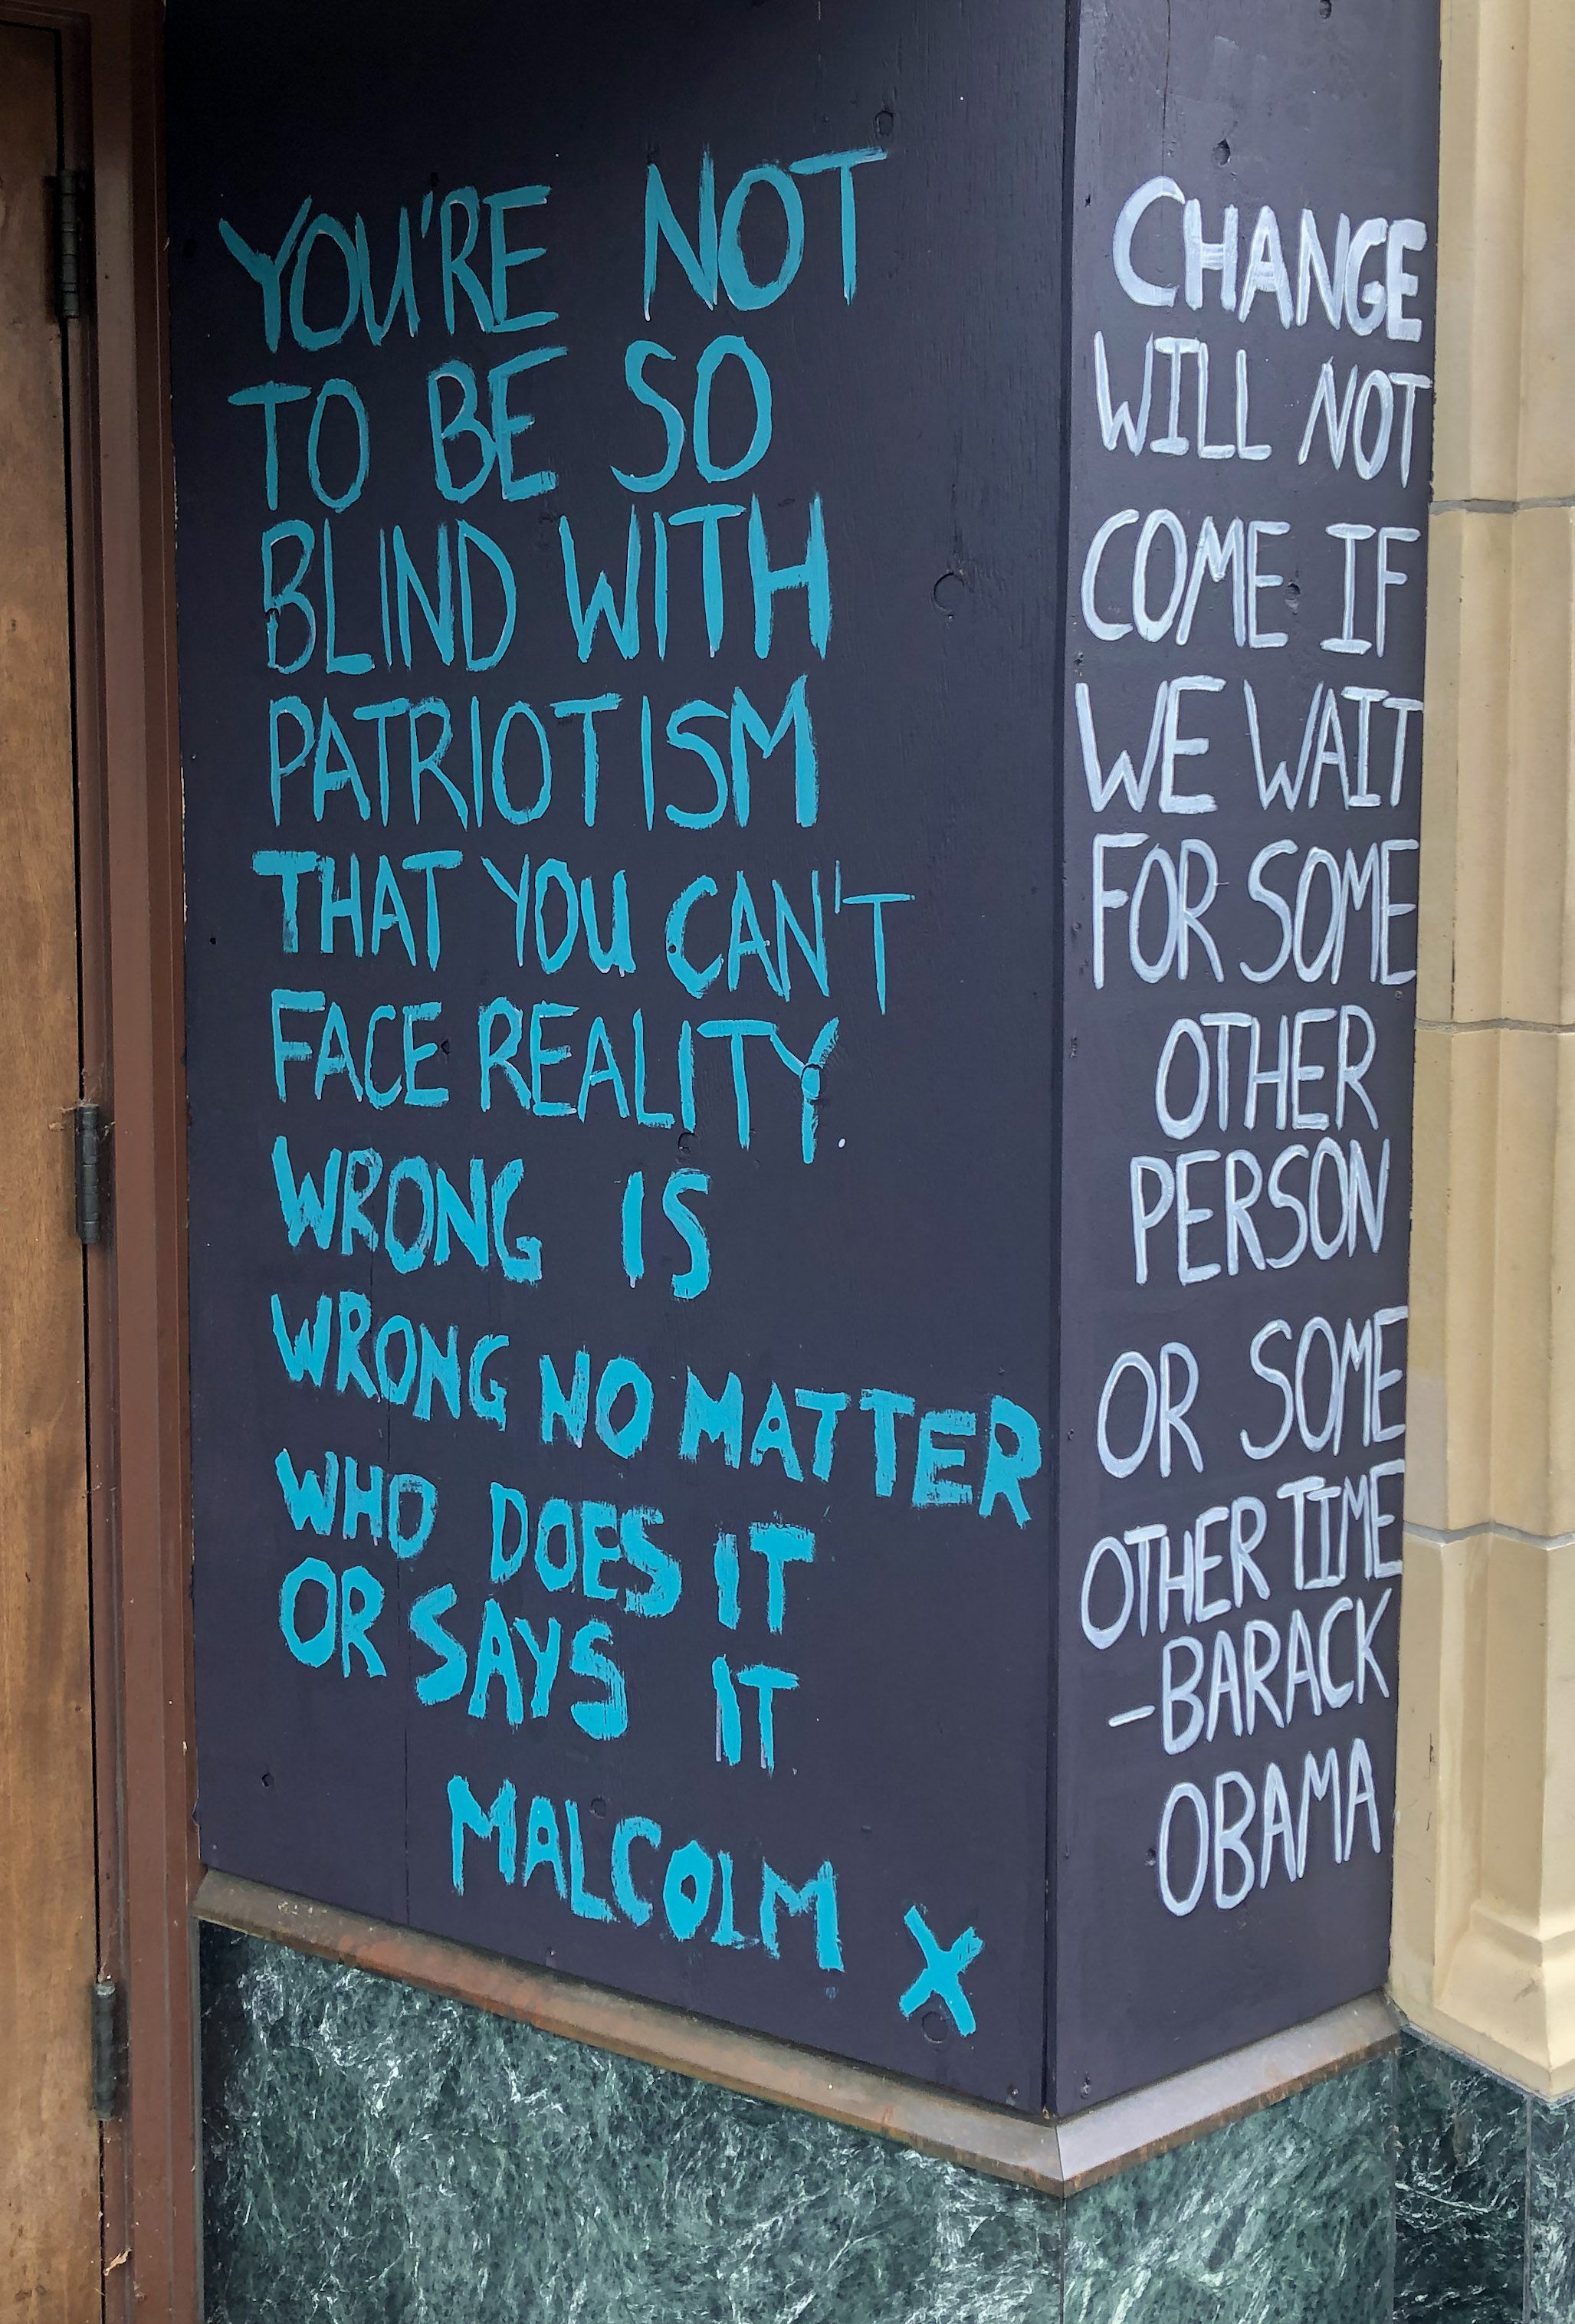 YOU'RE NOT
TO BE SO
BLIND WITH
PATRIOTISM
THAT YOU CAN'T
FACE REALITY.
WRONG IS
WRONG NO MATTER
WHO DOES IT
OR SAYS IT
MALCOLM X
CHANGE
WILL NOT
COME IF
WE WAIT
FOR SOME
OTHER
PERSON
OR SOME
OTHER TIME
-BARACK
OBAMA